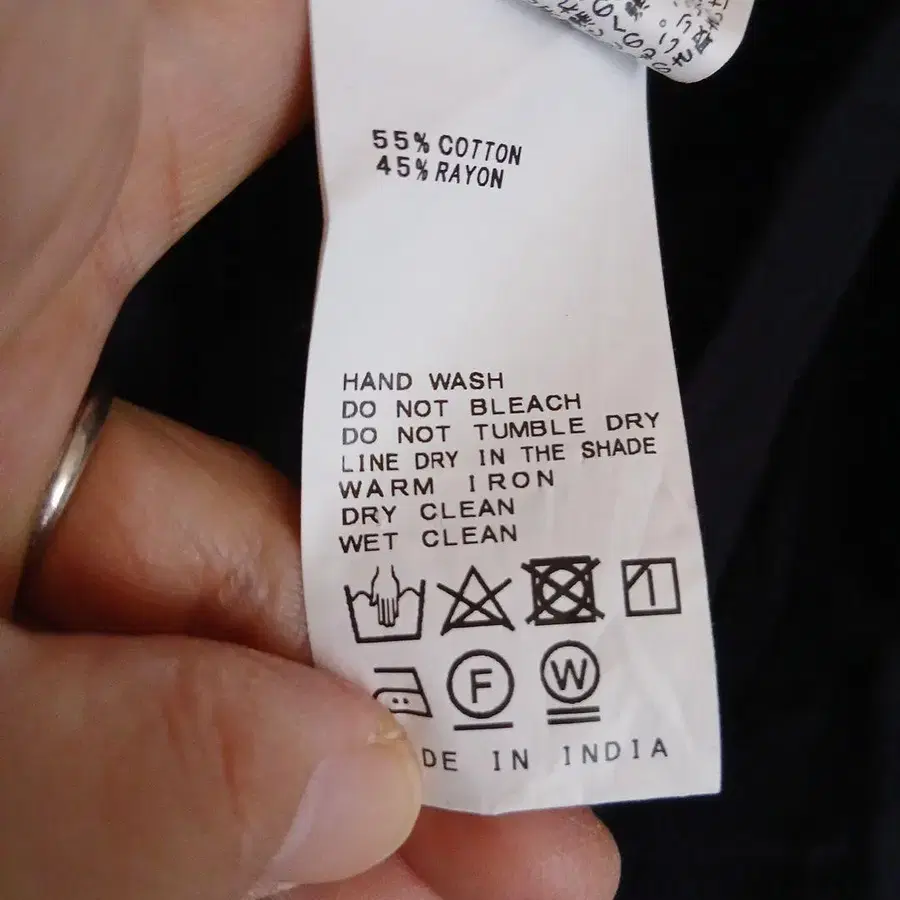 55% COTTON
45% RAYON
HAND WASH
DO NOT BLEACH
DO NOT TUMBLE DRY
LINE DRY IN THE SHADE
WARM IRON
DRY CLEAN
WET CLEAN
F
W
DE IN INDIA